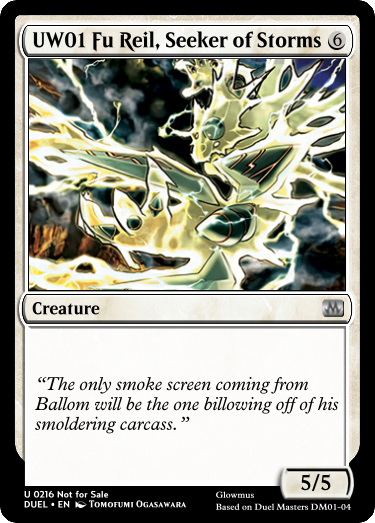 UW01 Fu Reil, Seeker of Storms 6
Creature
“The only smoke screen coming from
Ballom will be the one billowing off of his
smoldering carcass.”
5/5
U 0216 Not for Sale
DUEL • EN Tomofumi Ogasawara
Glowmus
Based on Duel Masters DM01-04